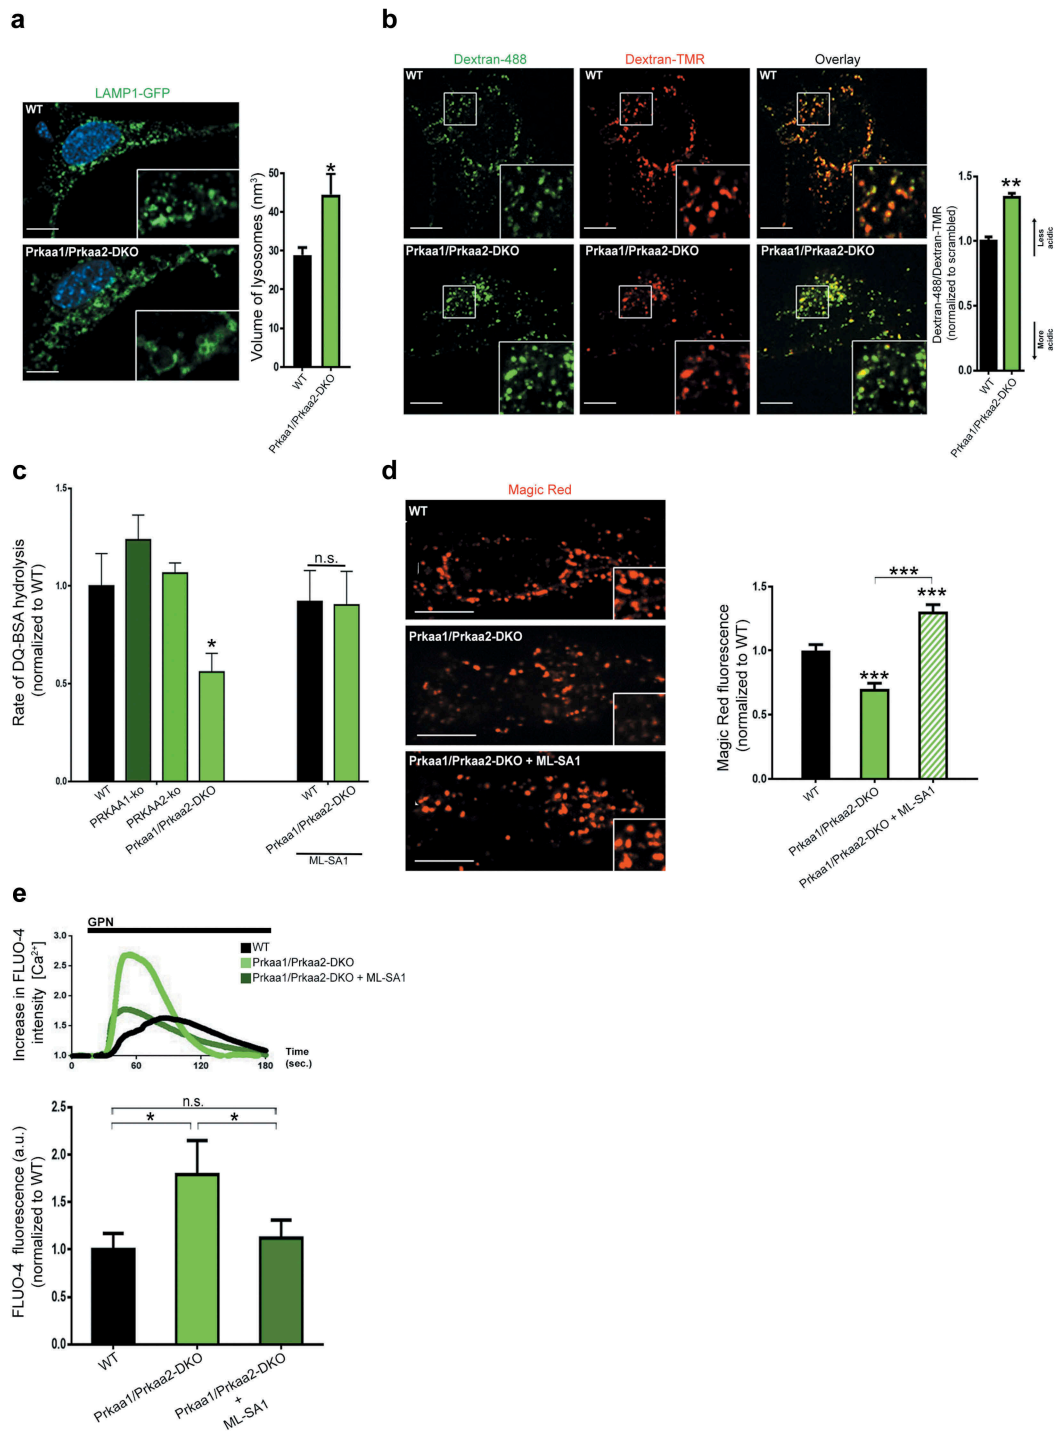 a
LAMP1-GFP
WT
Prkaa1/Prkaa2-DKO
Volume of lysosomes (nm³)
50
40
30
20
10
0
*
WT
Prkaa1/Prkaa2-DKO
b
Dextran-488
Dextran-TMR
Overlay
WT
WT
WT
Prkaa1/Prkaa2-DKO
Prkaa1/Prkaa2-DKO
Prkaa1/Prkaa2-DKO
Dextran-488/Dextran-TMR
(normalized to scrambled)
1.5
1.0
0.5
0.0
**
Less
acidic
More
acidic
WT
Prkaa1/Prkaa2-DKO
c
Rate of DQ-BSA hydrolysis
(normalized to WT)
1.5
1.0
0.5
0.0
*
n.s.
WT
PRKAA1-ko
PRKAA2-ko
Prkaa1/Prkaa2-DKO
WT
Prkaa1/Prkaa2-DKO
ML-SA1
d
Magic Red
WT
Prkaa1/Prkaa2-DKO
Prkaa1/Prkaa2-DKO + ML-SA1
Magic Red fluorescence
(normalized to WT)
1.5
1.0
0.5
0.0
***
***
***
WT
Prkaa1/Prkaa2-DKO
Prkaa1/Prkaa2-DKO + ML-SA1
e
GPN
Increase in FLUO-4
intensity [Ca²⁺]
3.0
2.5
2.0
1.5
1.0
WT
Prkaa1/Prkaa2-DKO
Prkaa1/Prkaa2-DKO + ML-SA1
0
60
120
180
Time
(sec.)
FLUO-4 fluorescence (a.u.)
(normalized to WT)
2.5
2.0
1.5
1.0
0.5
0.0
n.s.
*
*
WT
Prkaa1/Prkaa2-DKO
Prkaa1/Prkaa2-DKO
+
ML-SA1